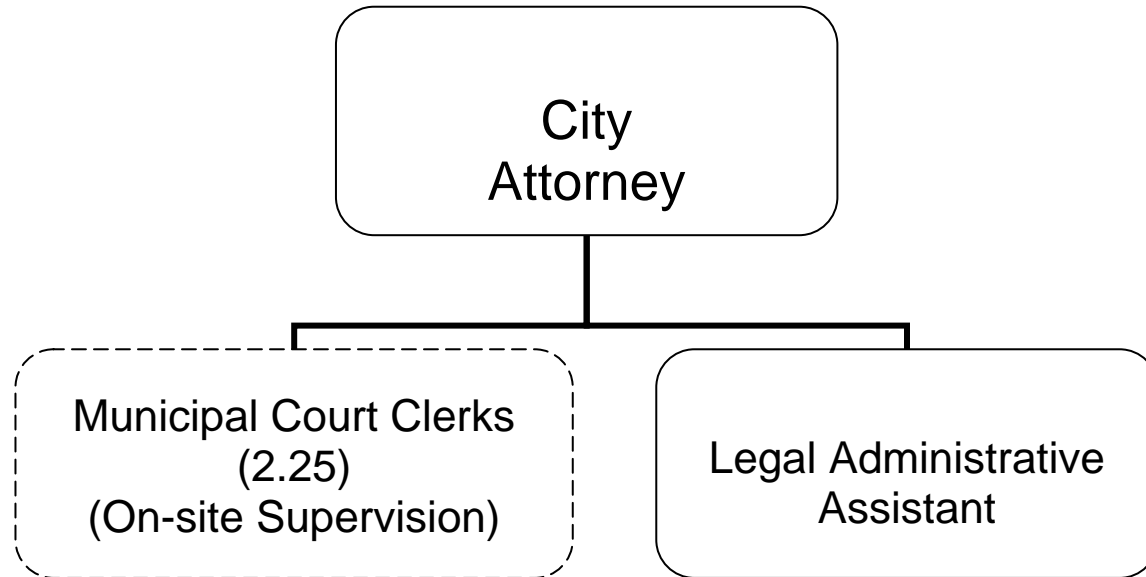 City
Attorney
Municipal Court Clerks
(2.25)
(On-site Supervision)
Legal Administrative
Assistant